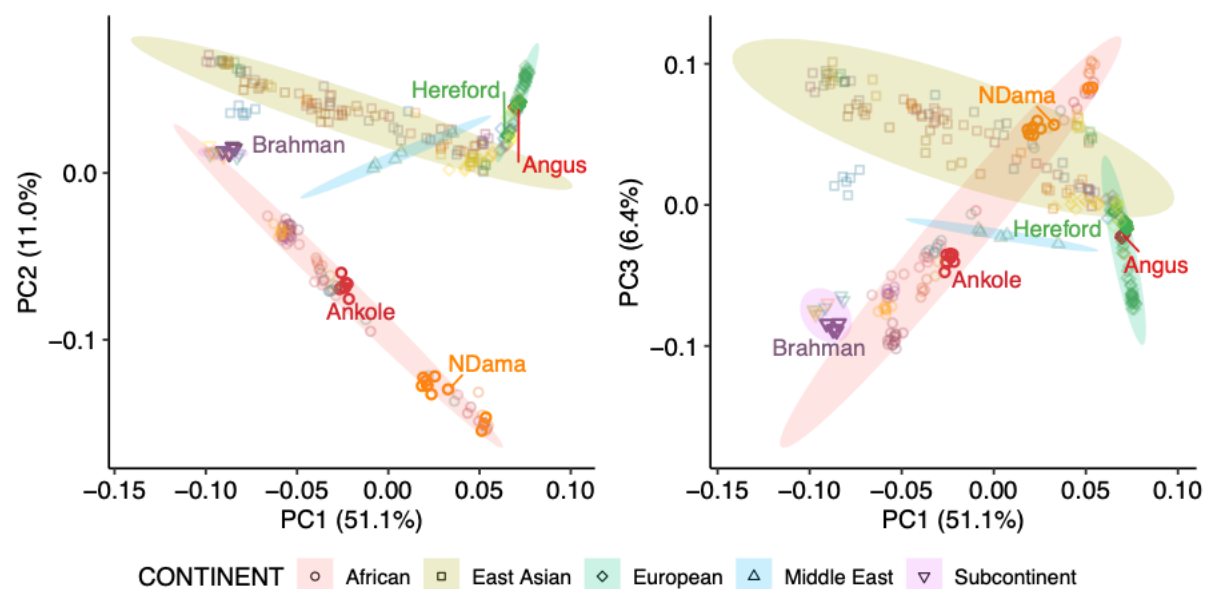 PC2 (11.0%)
0.0
−0.1
Hereford
Brahman
Angus
Ankole
NDama
−0.15 −0.10 −0.05 0.00 0.05 0.10
PC1 (51.1%)
PC3 (6.4%)
0.1
0.0
−0.1
NDama
Hereford
Angus
Ankole
Brahman
−0.15 −0.10 −0.05 0.00 0.05 0.10
PC1 (51.1%)
CONTINENT African East Asian European Middle East Subcontinent